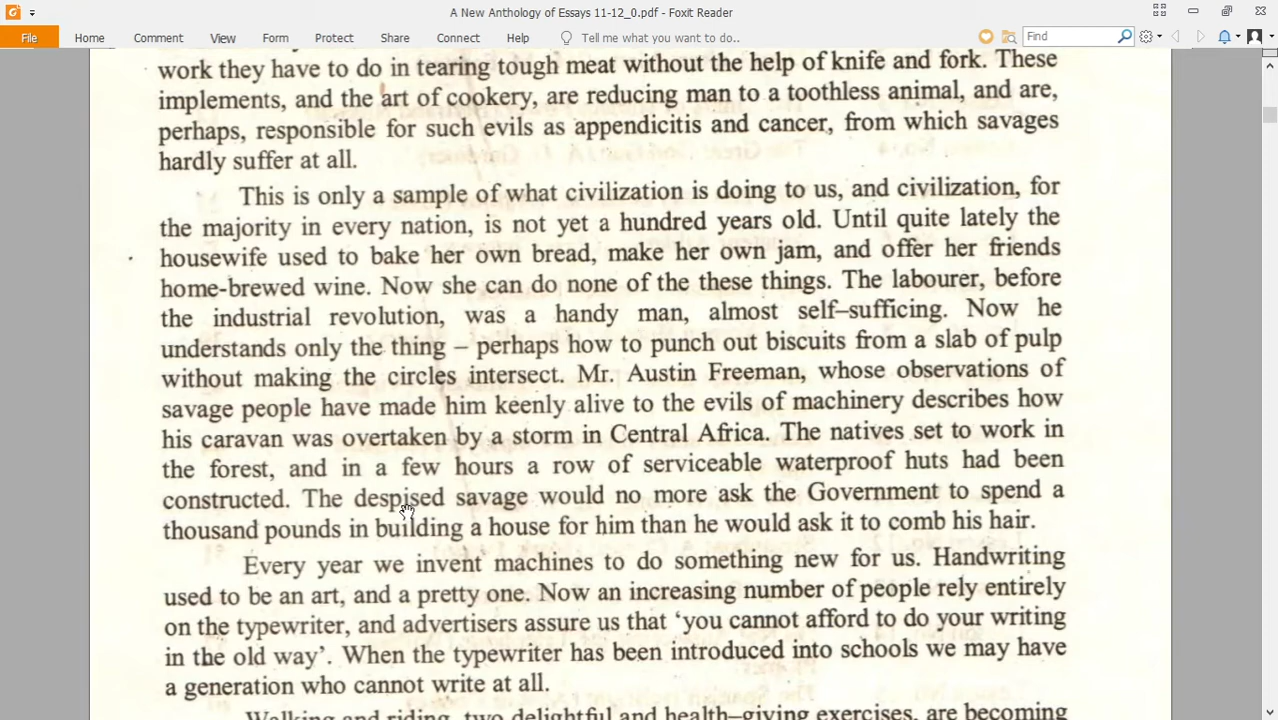 A New Anthology of Essays 11-12_0.pdf - Foxit Reader
File Home Comment View Form Protect Share Connect Help Tell me what you want to do.. Find
work they have to do in tearing tough meat without the help of knife and fork. These
implements, and the art of cookery, are reducing man to a toothless animal, and are,
perhaps, responsible for such evils as appendicitis and cancer, from which savages
hardly suffer at all.
This is only a sample of what civilization is doing to us, and civilization, for
the majority in every nation, is not yet a hundred years old. Until quite lately the
housewife used to bake her own bread, make her own jam, and offer her friends
home-brewed wine. Now she can do none of the these things. The labourer, before
the industrial revolution, was a handy man, almost self–sufficing. Now he
understands only the thing – perhaps how to punch out biscuits from a slab of pulp
without making the circles intersect. Mr. Austin Freeman, whose observations of
savage people have made him keenly alive to the evils of machinery describes how
his caravan was overtaken by a storm in Central Africa. The natives set to work in
the forest, and in a few hours a row of serviceable waterproof huts had been
constructed. The despised savage would no more ask the Government to spend a
thousand pounds in building a house for him than he would ask it to comb his hair.
Every year we invent machines to do something new for us. Handwriting
used to be an art, and a pretty one. Now an increasing number of people rely entirely
on the typewriter, and advertisers assure us that ‘you cannot afford to do your writing
in the old way’. When the typewriter has been introduced into schools we may have
a generation who cannot write at all.
Walking and riding, two delightful and health–giving exercises, are becoming